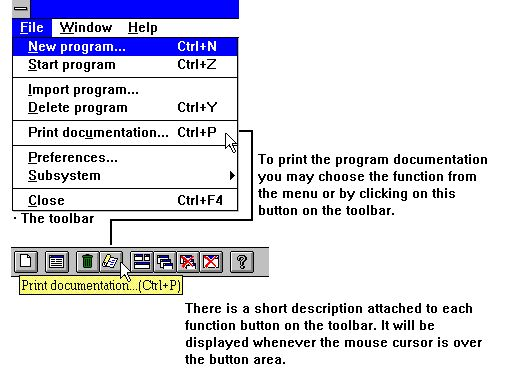 File Window Help
New program... Ctrl+N
Start program Ctrl+Z
Import program...
Delete program Ctrl+Y
Print documentation... Ctrl+P
Preferences...
Subsystem
Close Ctrl+F4
To print the program documentation
you may choose the function from
the menu or by clicking on this
button on the toolbar.
· The toolbar
?
Print documentation...(Ctrl+P)
There is a short description attached to each
function button on the toolbar. It will be
displayed whenever the mouse cursor is over
the button area.